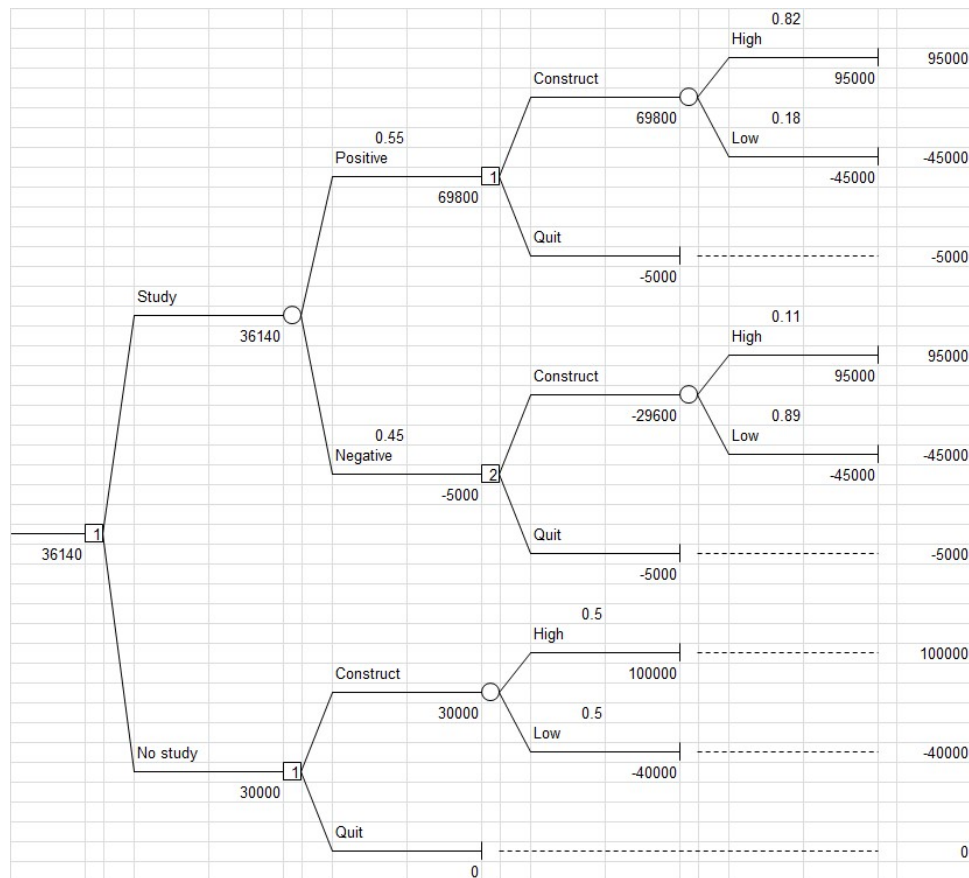 0.82
High
95000
95000
Construct
69800
0.18
Low
-45000
-45000
0.55
Positive
69800
1
Quit
-5000
-5000
Study
36140
0.11
High
95000
95000
Construct
-29600
0.89
Low
-45000
-45000
0.45
Negative
-5000
2
Quit
-5000
-5000
36140
1
0.5
High
100000
100000
Construct
30000
0.5
Low
-40000
-40000
No study
30000
1
Quit
0
0